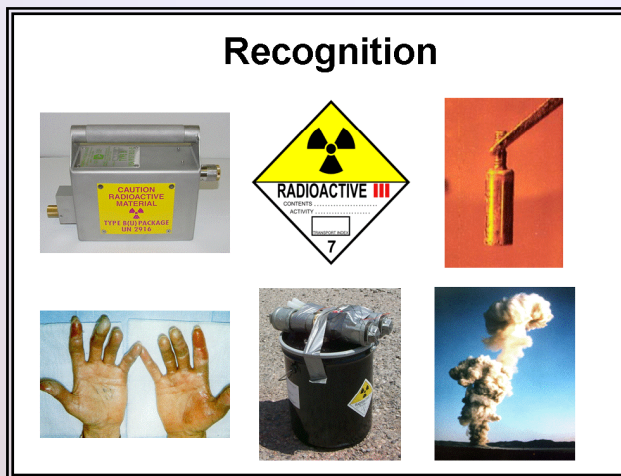 Recognition
CAUTION
RADIOACTIVE
MATERIAL
TYPE B(U) PACKAGE
UN 2916
RADIOACTIVE III
CONTENTS
ACTIVITY
TRANSPORT INDEX
7